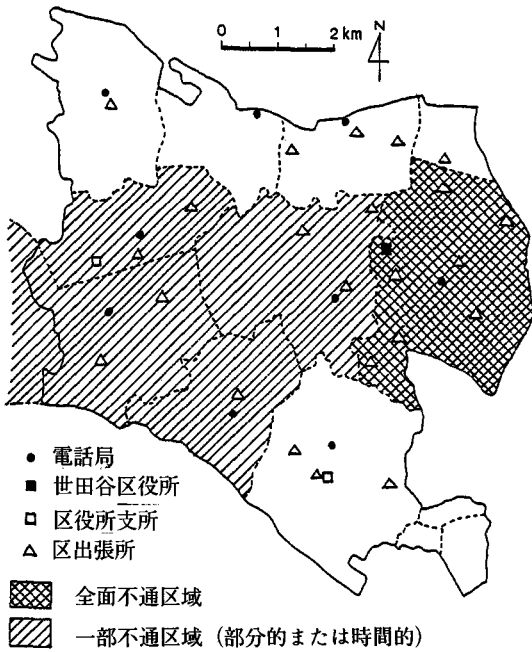 0 1 2km
N
電話局
世田谷区役所
区役所支所
区出張所
全面不通区域
一部不通区域(部分的または時間的)